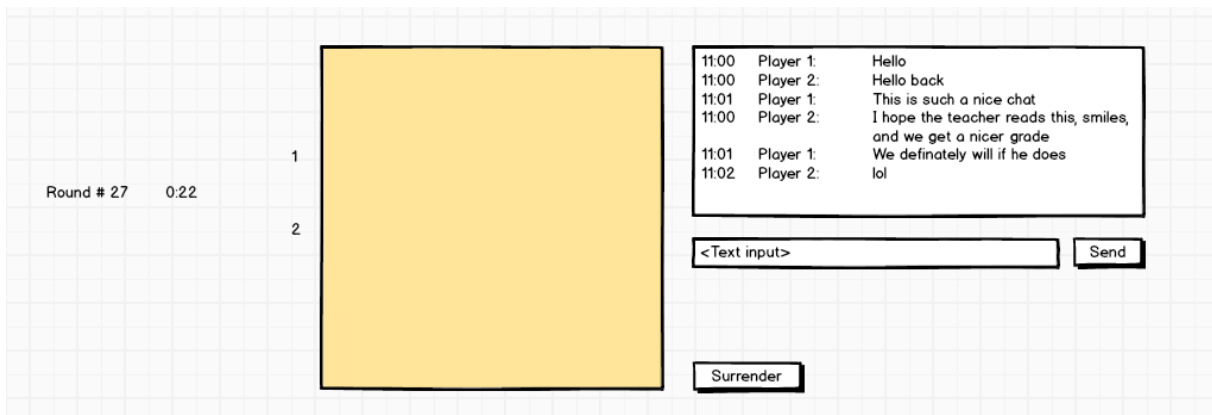 Round # 27 0:22
1
2
11:00 Player 1: Hello
11:00 Player 2: Hello back
11:01 Player 1: This is such a nice chat
11:00 Player 2: I hope the teacher reads this, smiles,
and we get a nicer grade
11:01 Player 1: We definately will if he does
11:02 Player 2: lol
<Text input>
Send
Surrender